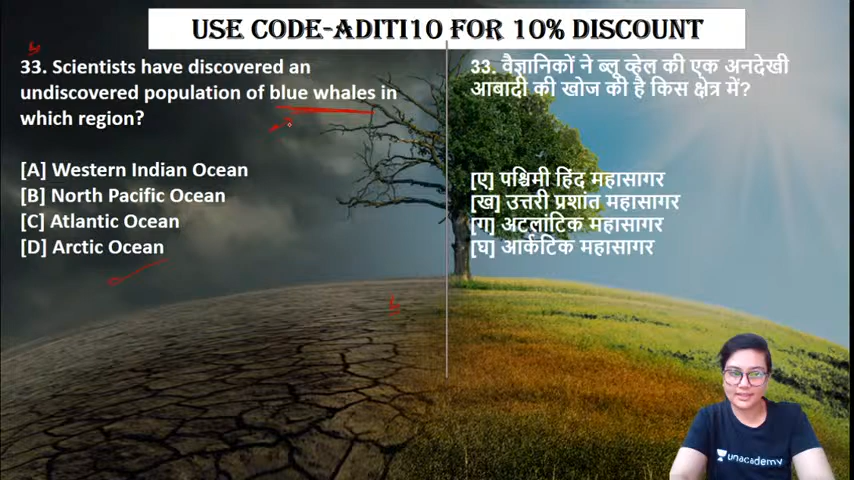 USE CODE-ADITI10 FOR 10% DISCOUNT
33. Scientists have discovered an
undiscovered population of blue whales in
which region?
[A] Western Indian Ocean
[B] North Pacific Ocean
[C] Atlantic Ocean
[D] Arctic Ocean
33. वैज्ञानिकों ने ब्लू व्हेल की एक अनदेखी
आबादी की खोज की है किस क्षेत्र में?
[ए] पश्चिमी हिंद महासागर
[ख] उत्तरी प्रशांत महासागर
[ग] अटलांटिक महासागर
[घ] आर्कटिक महासागर
unacademy